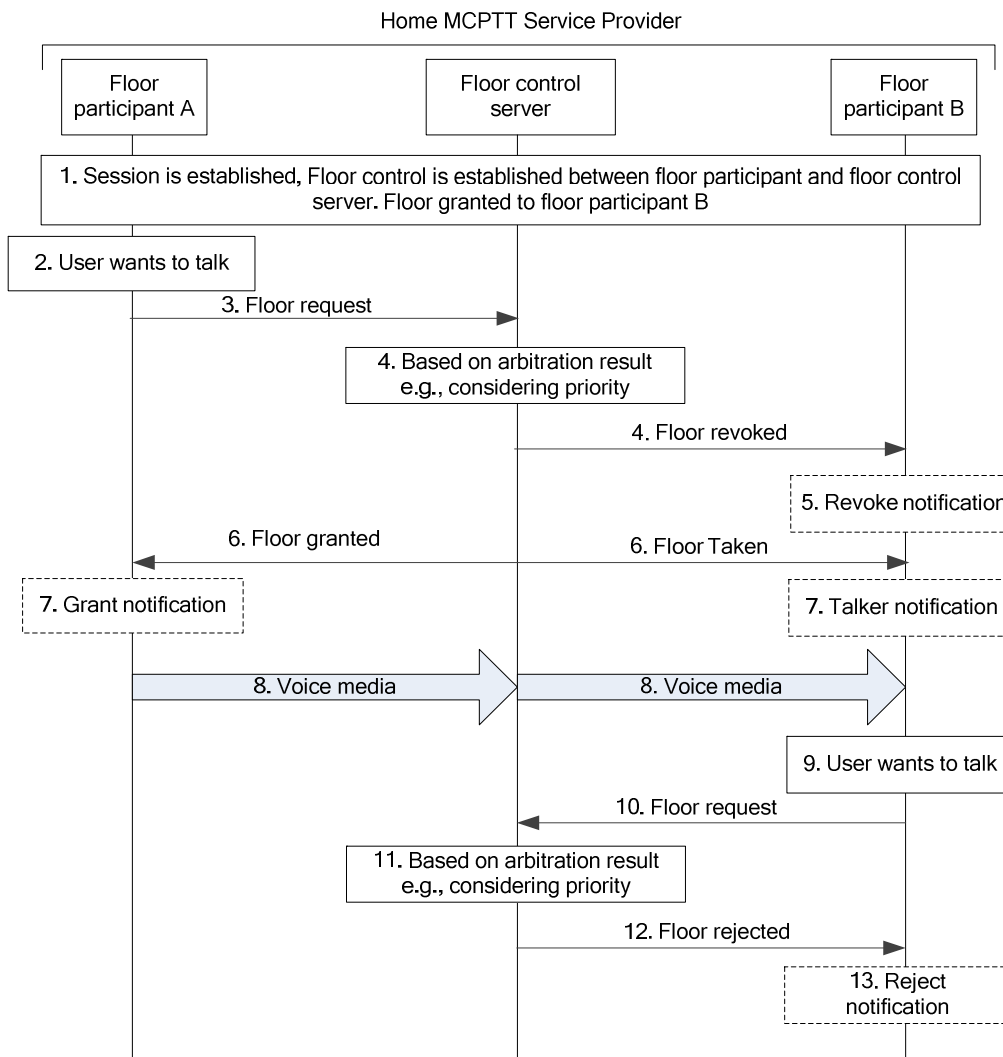 Home MCPTT Service Provider
Floor
participant A
Floor control
server
Floor
participant B
1. Session is established, Floor control is established between floor participant and floor control
server. Floor granted to floor participant B
2. User wants to talk
3. Floor request
4. Based on arbitration result
e.g., considering priority
4. Floor revoked
5. Revoke notification
6. Floor granted
6. Floor Taken
7. Grant notification
7. Talker notification
8. Voice media
8. Voice media
9. User wants to talk
10. Floor request
11. Based on arbitration result
e.g., considering priority
12. Floor rejected
13. Reject
notification